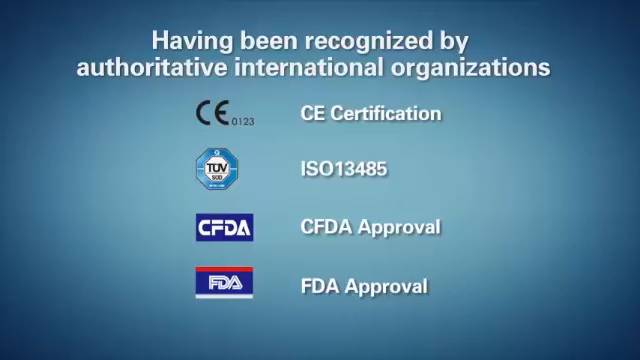 Having been recognized by
authoritative international organizations
CE 0123 CE Certification
TÜV SÜD ISO13485
CFDA CFDA Approval
FDA FDA Approval